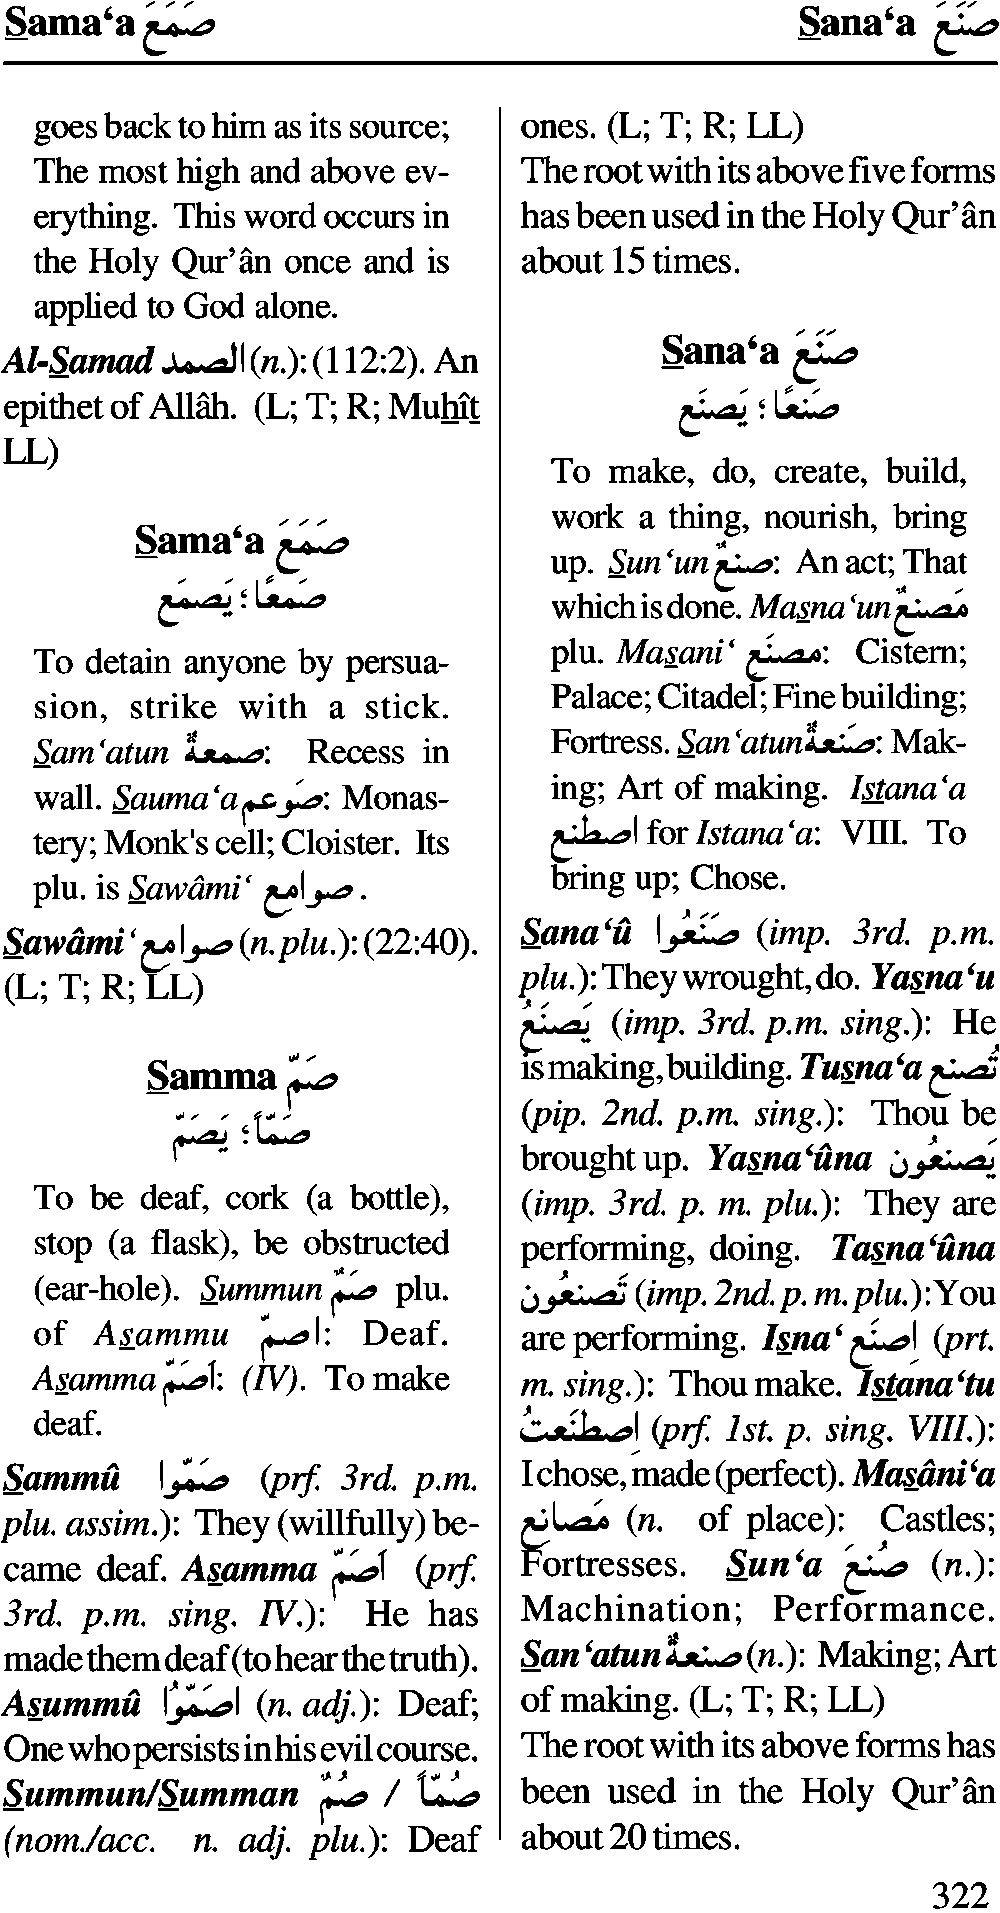 Sama‘a صَمَعَ
Sana‘a صَنَعَ
goes back to him as its source;
The most high and above ev-
erything. This word occurs in
the Holy Qur’ân once and is
applied to God alone.
Al-Samad الصمد (n.): (112:2). An
epithet of Allâh. (L; T; R; Muhît
LL)
Sama‘a صَمَعَ
صَمعًا؛ يَصمَع
To detain anyone by persua-
sion, strike with a stick.
Sam‘atun صمعةٌ: Recess in
wall. Sauma‘a صَوعم: Monas-
tery; Monk's cell; Cloister. Its
plu. is Sawâmi‘ صوامع .
Sawâmi‘ صوامع (n. plu.): (22:40).
(L; T; R; LL)
Samma صَمّ
صَمّاً؛ يَصَمّ
To be deaf, cork (a bottle),
stop (a flask), be obstructed
(ear-hole). Summun صَمٌ plu.
of Asammu اصمّ: Deaf.
Asamma أصَمّ: (IV). To make
deaf.
Sammû صَمّوا (prf. 3rd. p.m.
plu. assim.): They (willfully) be-
came deaf. Asamma أصَمّ (prf.
3rd. p.m. sing. IV.): He has
made them deaf (to hear the truth).
Asummû اصَمّوُا (n. adj.): Deaf;
One who persists in his evil course.
Summun/Summan صُمٌ / صُمّاً
(nom./acc. n. adj. plu.): Deaf
ones. (L; T; R; LL)
The root with its above five forms
has been used in the Holy Qur’ân
about 15 times.
Sana‘a صَنَعَ
صَنعًا؛ يَصنَع
To make, do, create, build,
work a thing, nourish, bring
up. Sun‘un صنعٌ: An act; That
which is done. Masna‘un مَصنعٌ
plu. Masani‘ مصنَع: Cistern;
Palace; Citadel; Fine building;
Fortress. San‘atun صَنعةٌ: Mak-
ing; Art of making. Istana‘a
اصطنع for Istana‘a: VIII. To
bring up; Chose.
Sana‘û صَنَعُوا (imp. 3rd. p.m.
plu.): They wrought, do. Yasna‘u
يَصنَعُ (imp. 3rd. p.m. sing.): He
is making, building. Tusna‘a تُصنع
(pip. 2nd. p.m. sing.): Thou be
brought up. Yasna‘ûna يَصنعُون
(imp. 3rd. p. m. plu.): They are
performing, doing. Tasna‘ûna
تَصنعُون (imp. 2nd. p. m. plu.): You
are performing. Isna‘ اِصنَع (prt.
m. sing.): Thou make. Istana‘tu
اِصطنَعتُ (prf. 1st. p. sing. VIII.):
I chose, made (perfect). Masâni‘a
مَصانِع (n. of place): Castles;
Fortresses. Sun‘a صُنعَ (n.):
Machination; Performance.
San‘atun صنعةٌ (n.): Making; Art
of making. (L; T; R; LL)
The root with its above forms has
been used in the Holy Qur’ân
about 20 times.
322